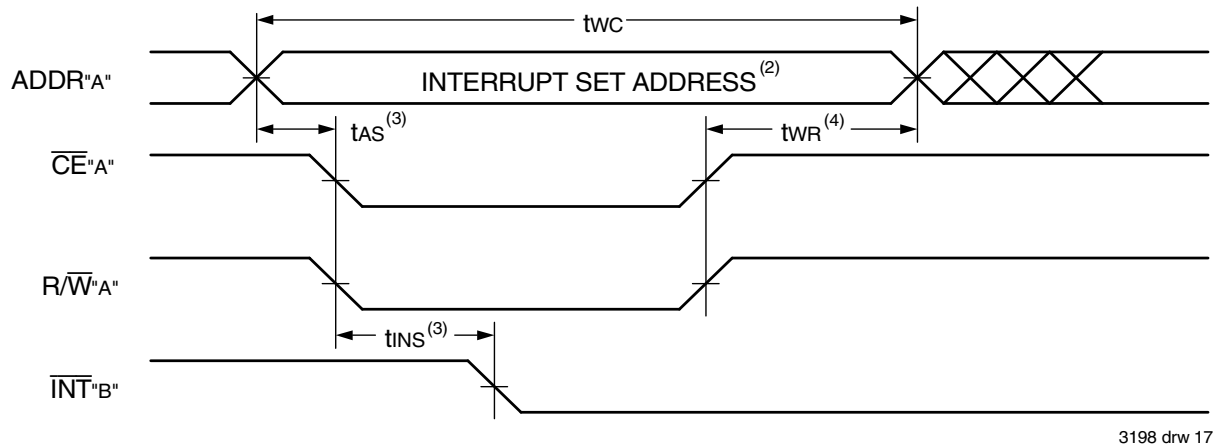 tWC
ADDR"A"
INTERRUPT SET ADDRESS(2)
tAS(3)
tWR(4)
CE"A"
R/W"A"
tINS(3)
INT"B"
3198 drw 17